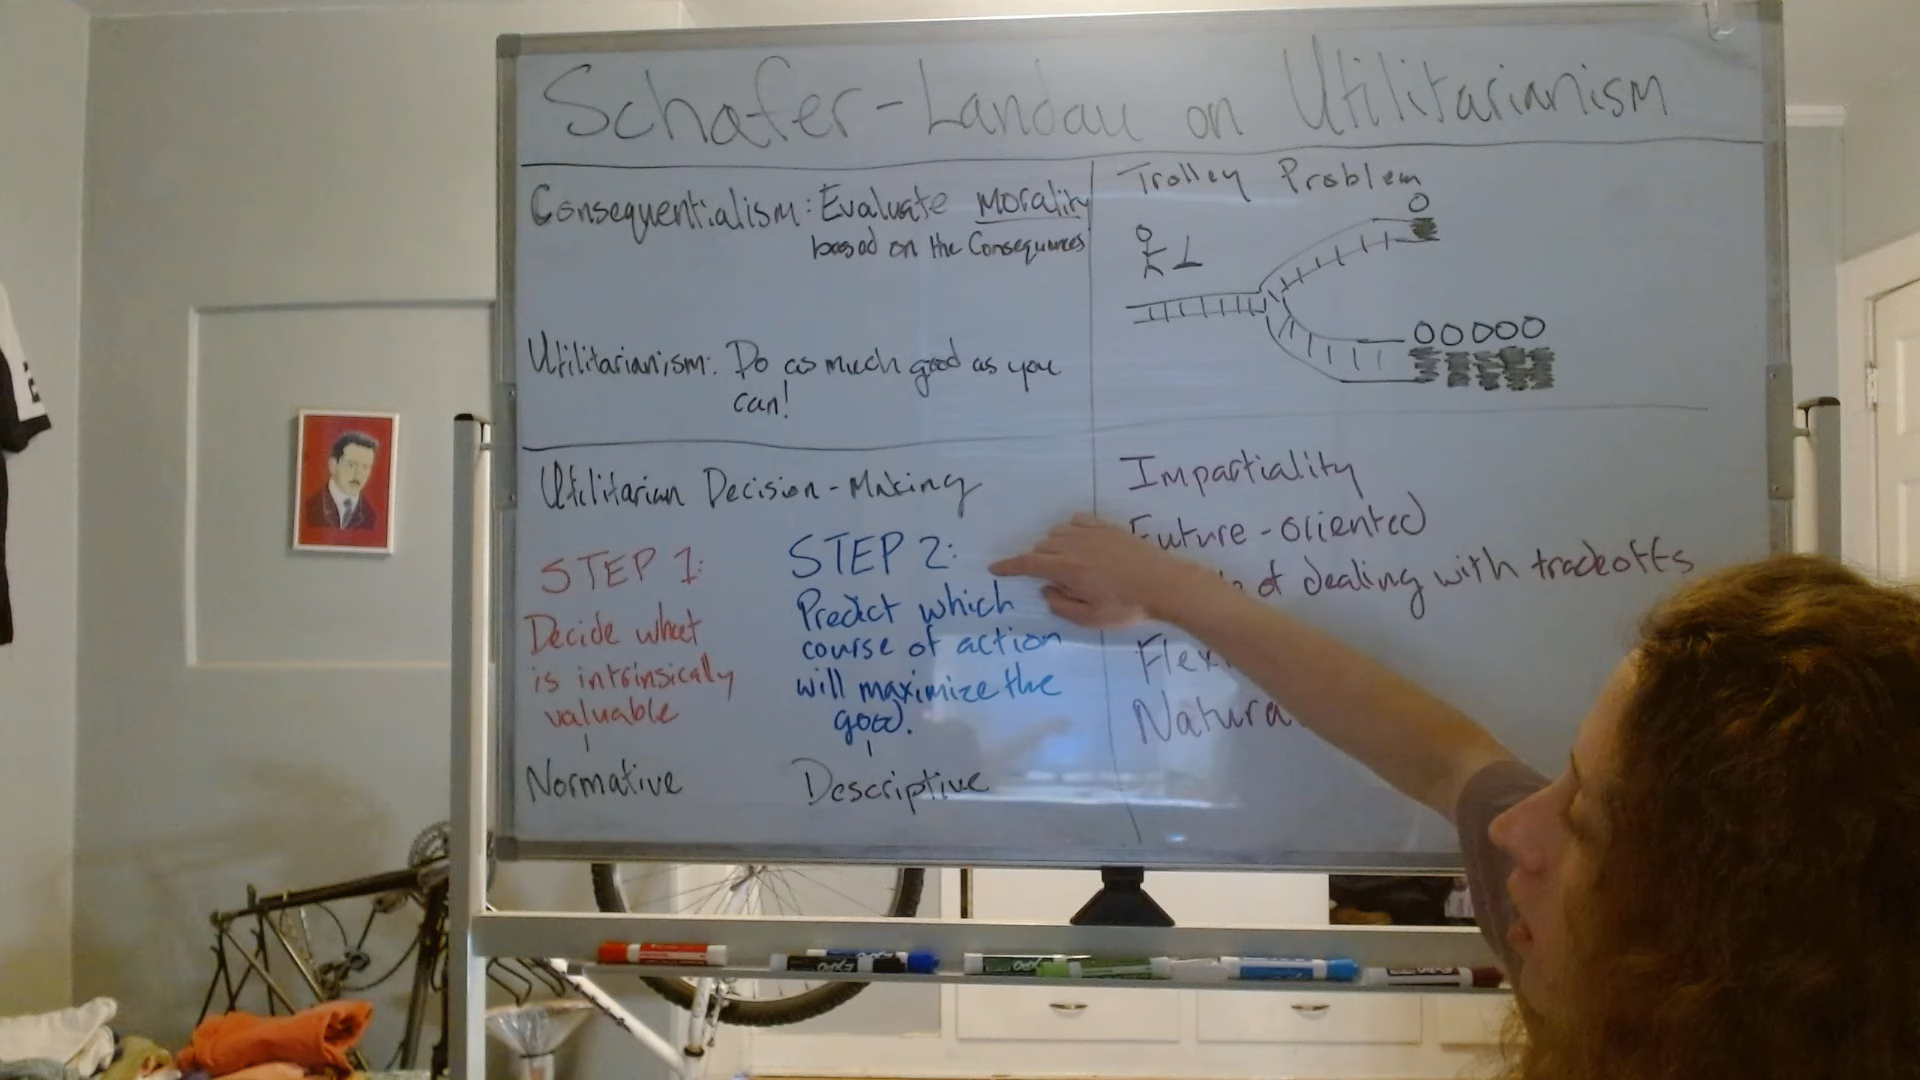 Schafer-Landau on Utilitarianism
Consequentialism: Evaluate morality
based on the Consequences
Utilitarianism: Do as much good as you
can!
Trolley Problem
Utilitarian Decision-Making
STEP 1:
Decide what
is intrinsically
valuable
Normative
STEP 2:
Predict which
course of action
will maximize the
good.
Descriptive
Impartiality
Future-oriented
of dealing with tradeoffs
EXPO
2